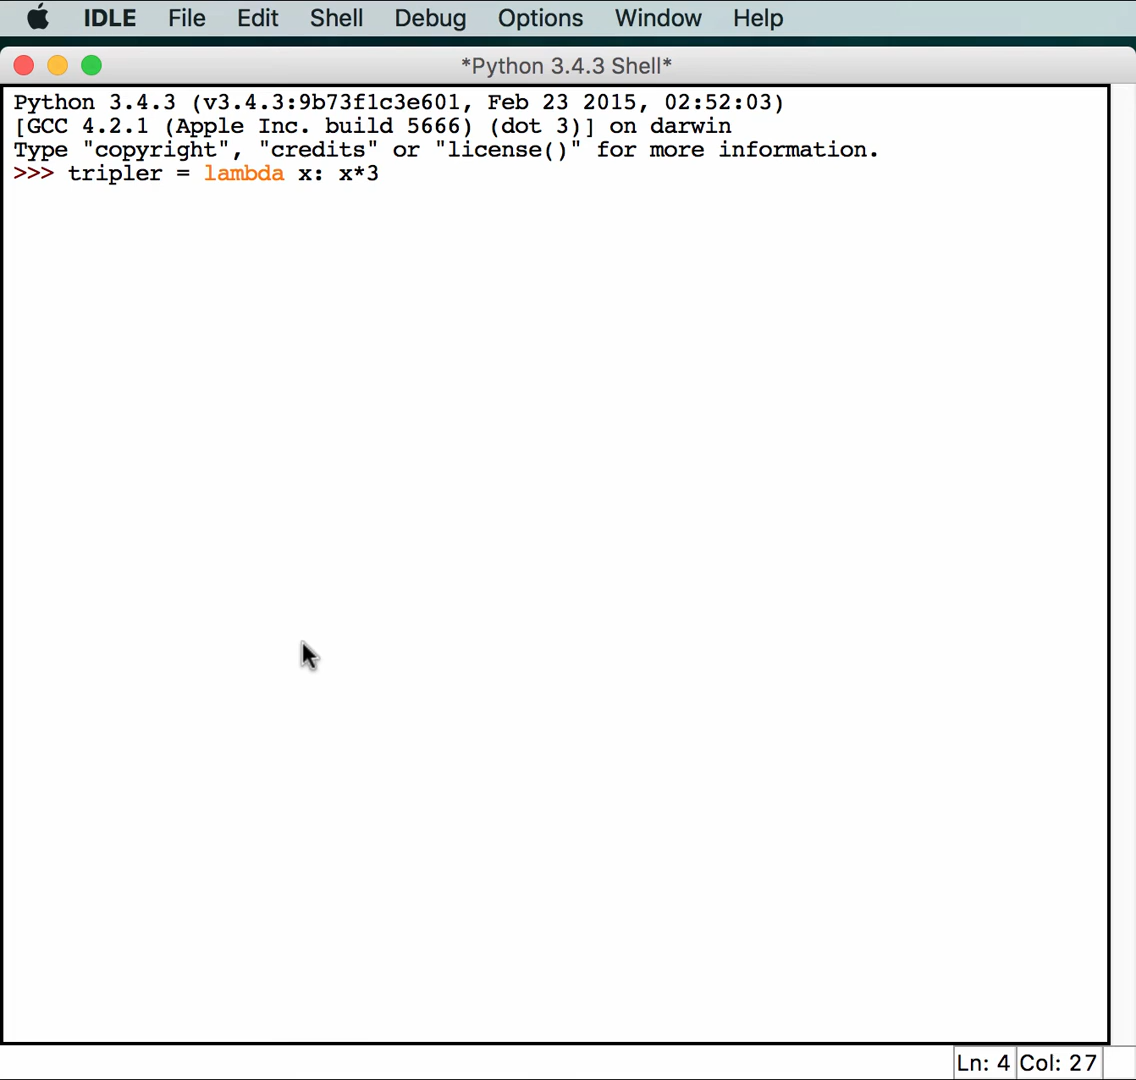 IDLE File Edit Shell Debug Options Window Help
*Python 3.4.3 Shell*
Python 3.4.3 (v3.4.3:9b73f1c3e601, Feb 23 2015, 02:52:03)
[GCC 4.2.1 (Apple Inc. build 5666) (dot 3)] on darwin
Type "copyright", "credits" or "license()" for more information.
>>> tripler = lambda x: x*3
Ln: 4 Col: 27